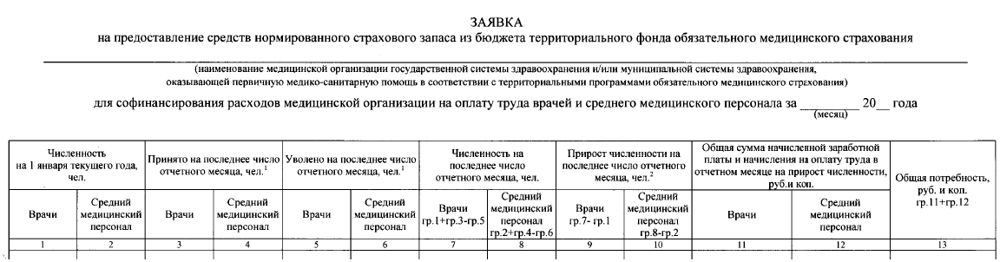 ЗАЯВКА
на предоставление средств нормированного страхового запаса из бюджета территориального фонда обязательного медицинского страхования
(наименование медицинской организации государственной системы здравоохранения и/или муниципальной системы здравоохранения,
оказывающей первичную медико-санитарную помощь в соответствии с территориальными программами обязательного медицинского страхования)
для софинансирования расходов медицинской организации на оплату труда врачей и среднего медицинского персонала за ________ 20__ года
(месяц)
Численность
на 1 января текущего года,
чел.
Принято на последнее число
отчетного месяца, чел.1
Уволено на последнее число
отчетного месяца, чел.1
Численность на
последнее число
отчетного месяца, чел.
Прирост численности на
последнее число отчетного
месяца, чел.2
Общая сумма начисленной заработной
платы и начисления на оплату труда в
отчетном месяце на прирост численности,
руб.и коп.
Общая потребность,
руб. и коп.
гр.11+гр.12
Врачи
Средний
медицинский
персонал
Врачи
Средний
медицинский
персонал
Врачи
Средний
медицинский
персонал
Врачи
гр.1+гр.3-гр.5
Средний
медицинский
персонал
гр.2+гр.4-гр.6
Врачи
гр.7- гр.1
Средний
медицинский
персонал
гр.8-гр.2
Врачи
Средний
медицинский
персонал
1 2 3 4 5 6 7 8 9 10 11 12 13